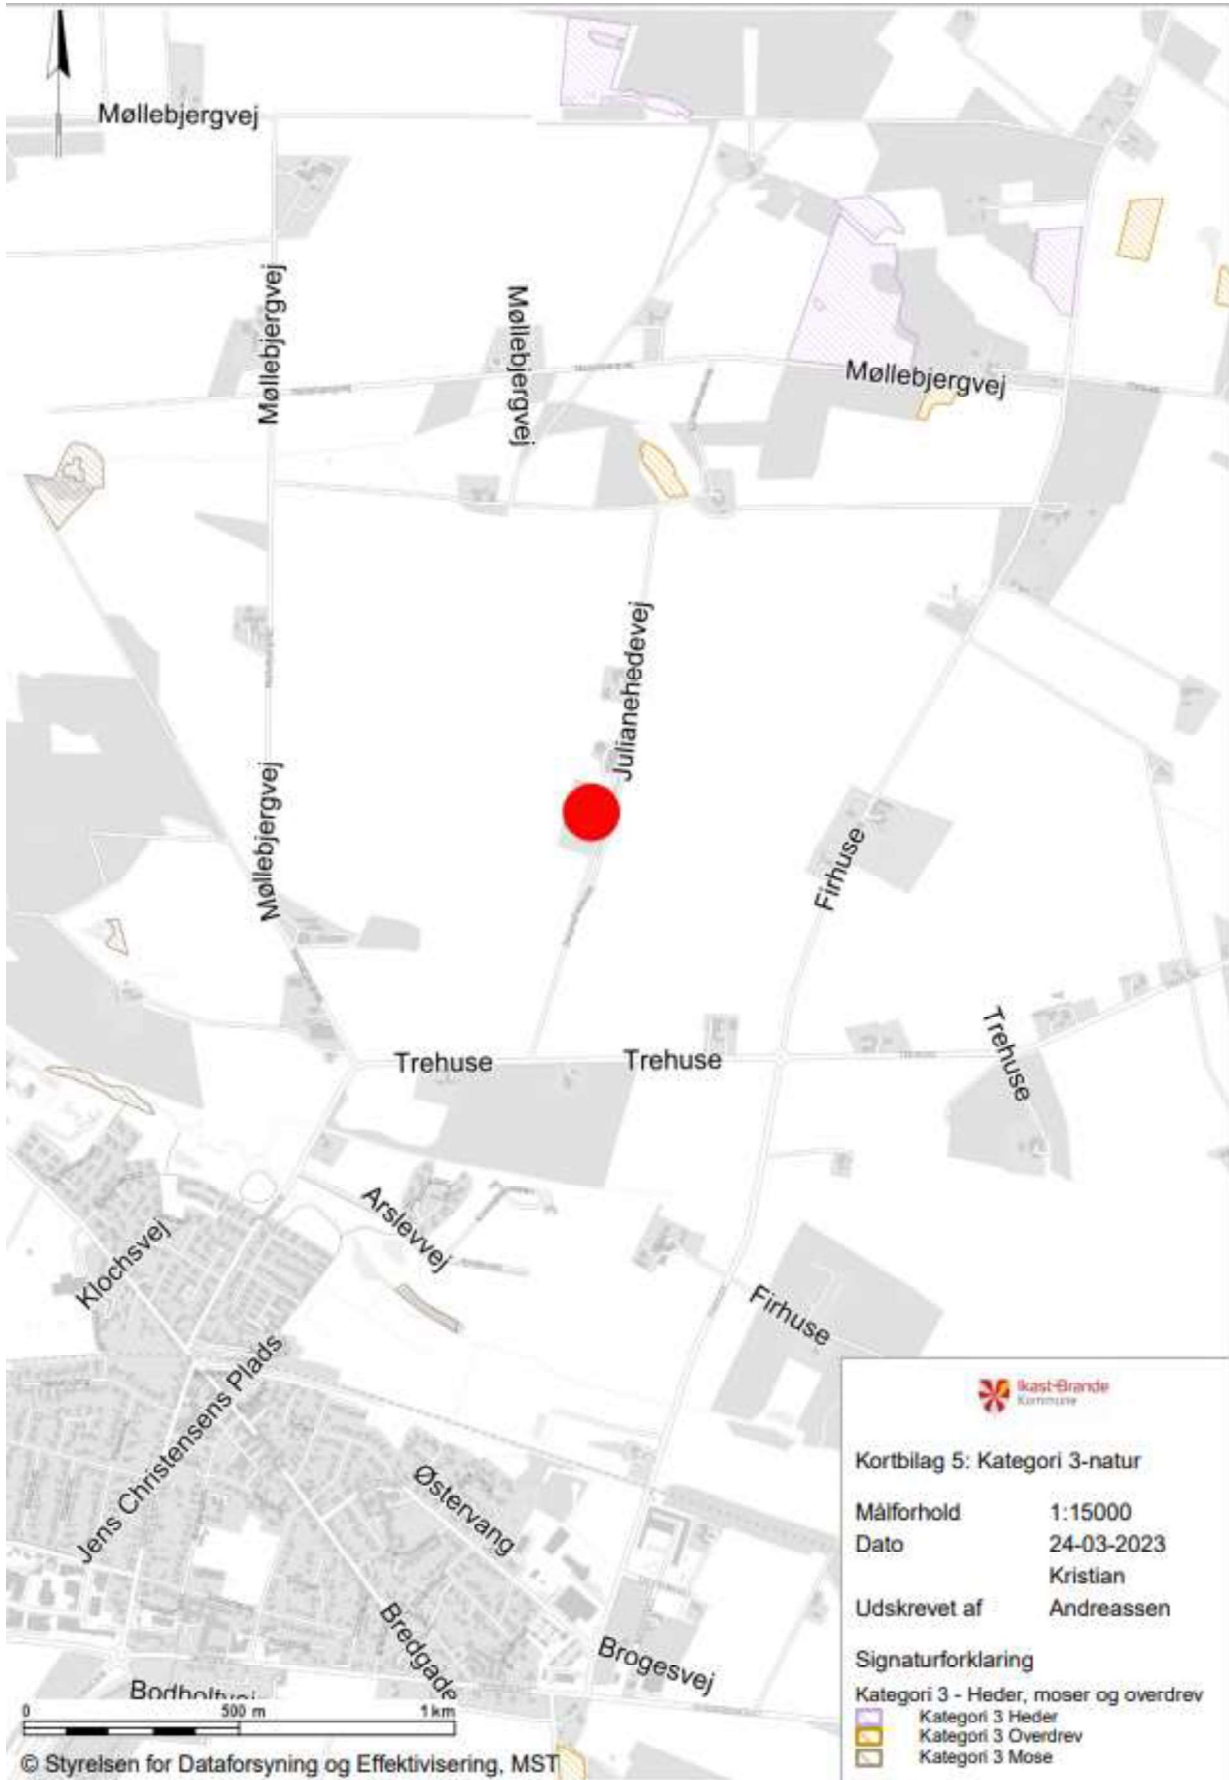 Møllebjergvej
Møllebjergvej
Møllebjergvej
Møllebjergvej
Julianehedevej
Møllebjergvej
Firhuse
Trehuse
Trehuse
Trehuse
Arslevvej
Klochsvej
Firhuse
Jens Christensens Plads
Østervang
Bredgade
Brogesvej
Bodholtvej
0 500 m 1 km
© Styrelsen for Dataforsyning og Effektivisering, MST
Ikast-Brande
Kommune
Kortbilag 5: Kategori 3-natur
Målforhold 1:15000
Dato 24-03-2023
Kristian
Udskrevet af Andreassen
Signaturforklaring
Kategori 3 - Heder, moser og overdrev
Kategori 3 Heder
Kategori 3 Overdrev
Kategori 3 Mose